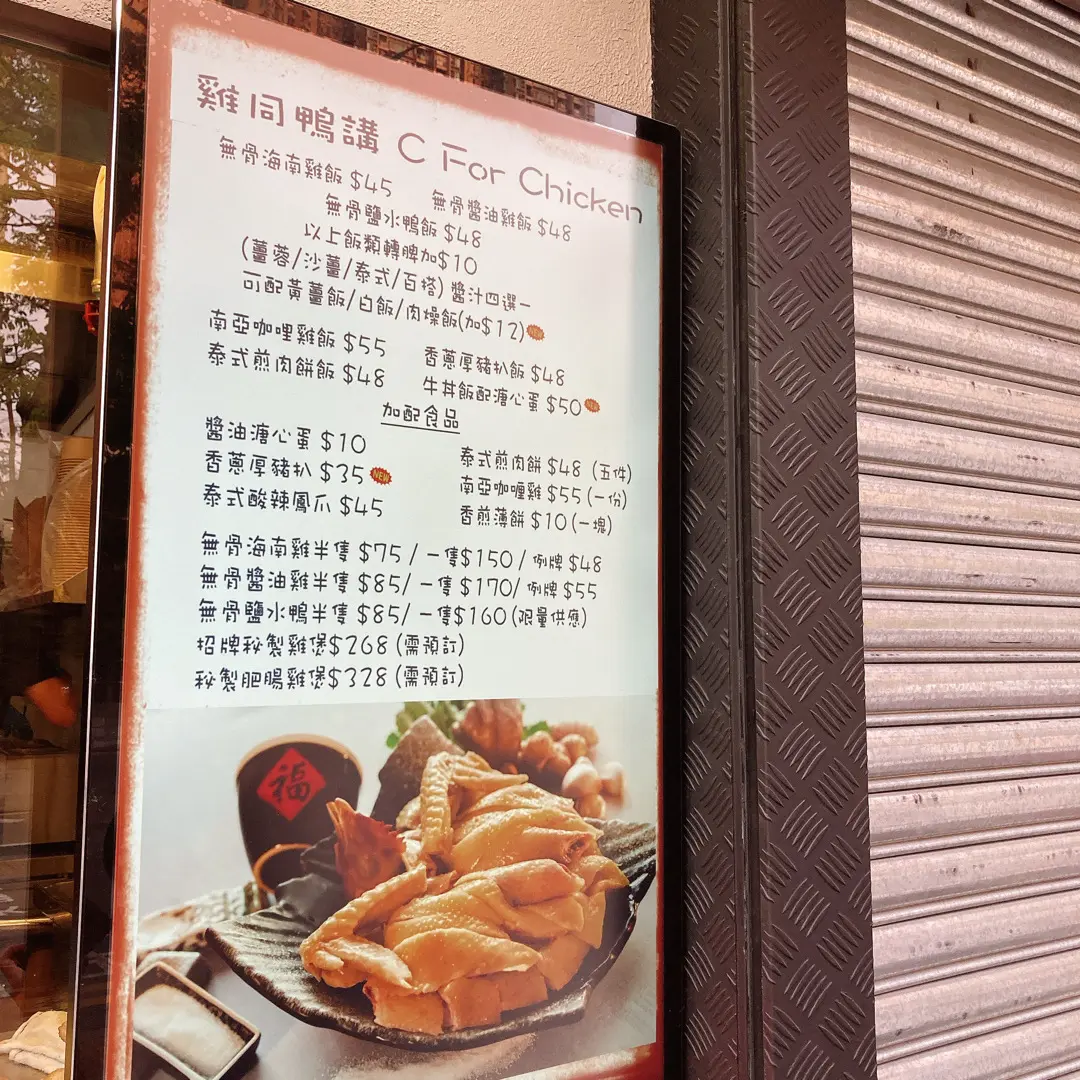 雞同鴨講 C For Chicken
無骨海南雞飯 $45 無骨醬油雞飯 $48
無骨鹽水鴨飯 $48
以上飯類轉脾加$10
(薑蓉/沙薑/泰式/百搭) 醬汁四選一
可配黃薑飯/白飯/肉燥飯(加$12) NEW
南亞咖哩雞飯 $55 香蔥厚豬扒飯 $48
泰式煎肉餅飯 $48 牛丼飯配溏心蛋 $50 NEW
加配食品
醬油溏心蛋 $10 泰式煎肉餅 $48 (五件)
香蔥厚豬扒 $35 NEW 南亞咖喱雞 $55 (一份)
泰式酸辣鳳爪 $45 香煎薄餅 $10 (一塊)
無骨海南雞半隻 $75 / 一隻$150 / 例牌 $48
無骨醬油雞半隻 $85/ 一隻 $170/ 例牌 $55
無骨鹽水鴨半隻 $85/ 一隻$160 (限量供應)
招牌秘製雞煲$268 (需預訂)
秘製肥腸雞煲$328 (需預訂)
福